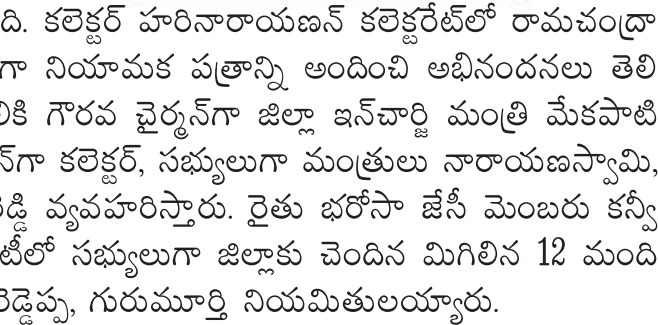 ది. కలెక్టర్ హరినారాయణన్ కలెక్టరేట్‌లో రామచంద్రా
గా నియామక పత్రాన్ని అందించి అభినందనలు తెలి
కి గౌరవ చైర్మన్‌గా జిల్లా ఇన్‌చార్జి మంత్రి మేకపాటి
న్‌గా కలెక్టర్, సభ్యులుగా మంత్రులు నారాయణస్వామి,
వ్యవహరిస్తారు. రైతు భరోసా జేసీ మెంబరు కన్వీ
టీలో సభ్యులుగా జిల్లాకు చెందిన మిగిలిన 12 మంది
రెడ్డెప్ప, గురుమూర్తి నియమితులయ్యారు.